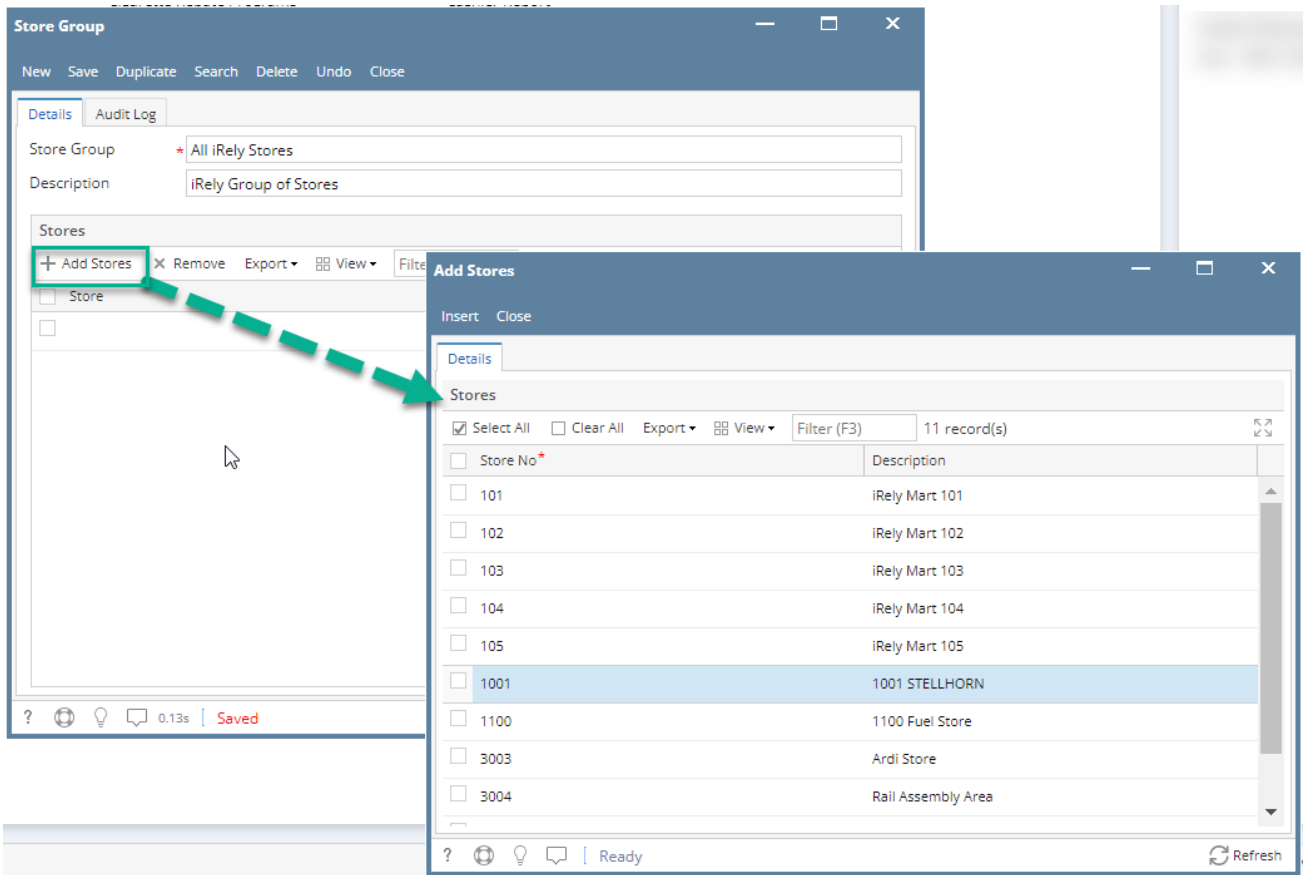 Store Group
New Save Duplicate Search Delete Undo Close
Details Audit Log
Store Group * All iRely Stores
Description iRely Group of Stores
Stores
+ Add Stores X Remove Export View
Store
? 0.13s [ Saved
Add Stores
Insert Close
Details
Stores
Select All Clear All Export View Filter (F3) 11 record(s)
Store No* Description
101 iRely Mart 101
102 iRely Mart 102
103 iRely Mart 103
104 iRely Mart 104
105 iRely Mart 105
1001 1001 STELLHORN
1100 1100 Fuel Store
3003 Ardi Store
3004 Rail Assembly Area
? [ Ready Refresh